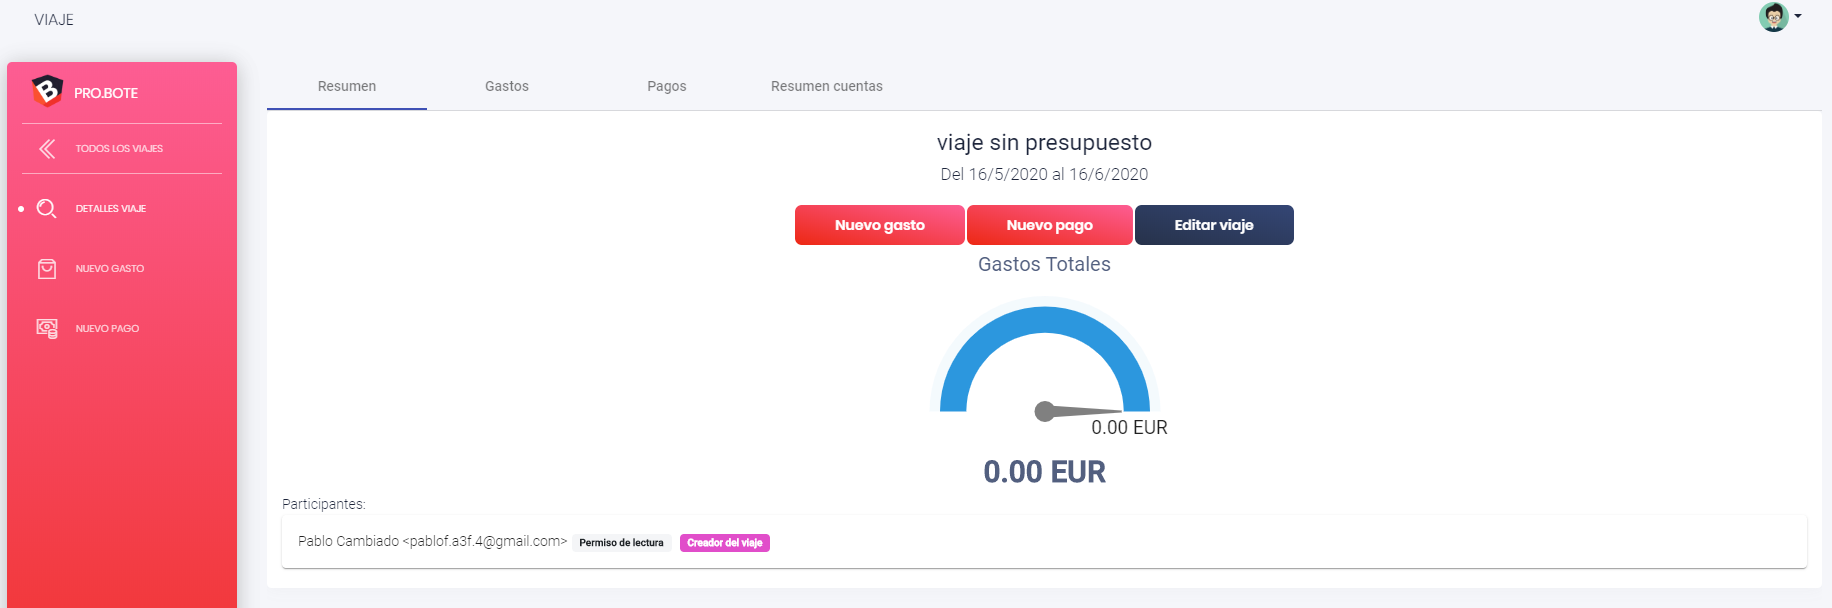 VIAJE
PRO.BOTE
TODOS LOS VIAJES
DETALLES VIAJE
NUEVO GASTO
NUEVO PAGO
Resumen Gastos Pagos Resumen cuentas
viaje sin presupuesto
Del 16/5/2020 al 16/6/2020
Nuevo gasto Nuevo pago Editar viaje
Gastos Totales
0.00 EUR
0.00 EUR
Participantes:
Pablo Cambiado <pablof.a3f.4@gmail.com> Permiso de lectura Creador del viaje